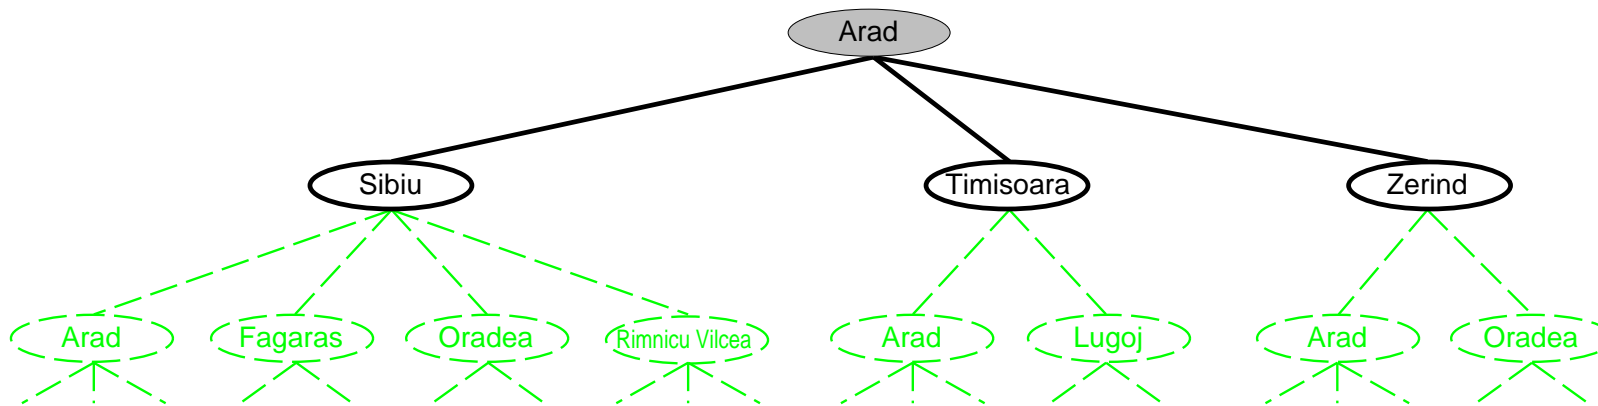 Arad
Sibiu
Timisoara
Zerind
Arad
Fagaras
Oradea
Rimnicu Vilcea
Arad
Lugoj
Arad
Oradea